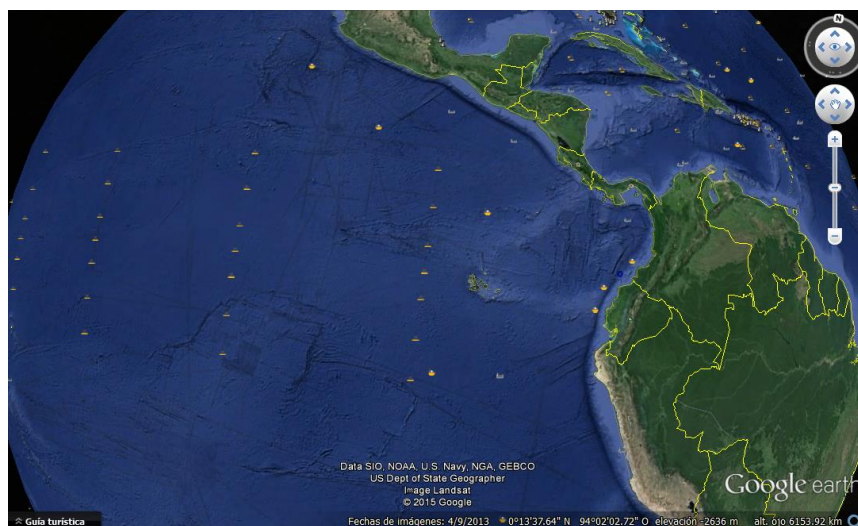 N
Data SIO, NOAA, U.S. Navy, NGA, GEBCO
US Dept of State Geographer
Image Landsat
© 2015 Google
Google earth
Guía turística
Fechas de imágenes: 4/9/2013 0°13'37.64" N 94°02'02.72" O elevación -2636 m alt. ojo 6153.92 km